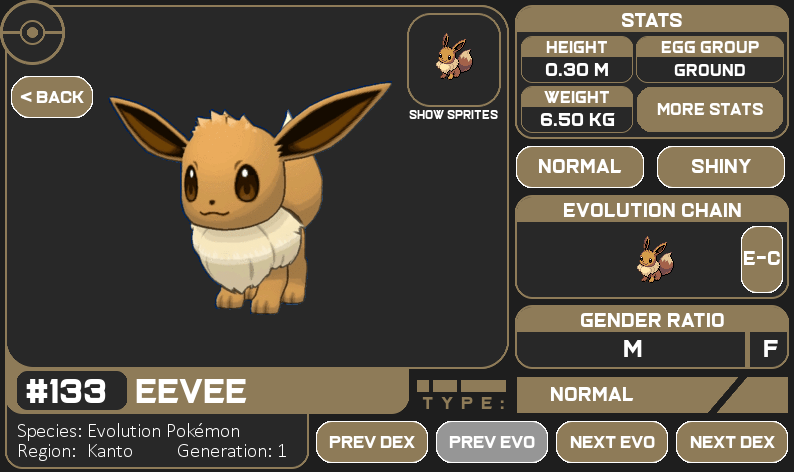 < BACK
SHOW SPRITES
#133 EEVEE
Species: Evolution Pokémon
Region: Kanto Generation: 1
STATS
HEIGHT EGG GROUP
0.30 M GROUND
WEIGHT
6.50 KG
MORE STATS
NORMAL SHINY
EVOLUTION CHAIN
E-C
GENDER RATIO
M F
TYPE: NORMAL
PREV DEX PREV EVO NEXT EVO NEXT DEX